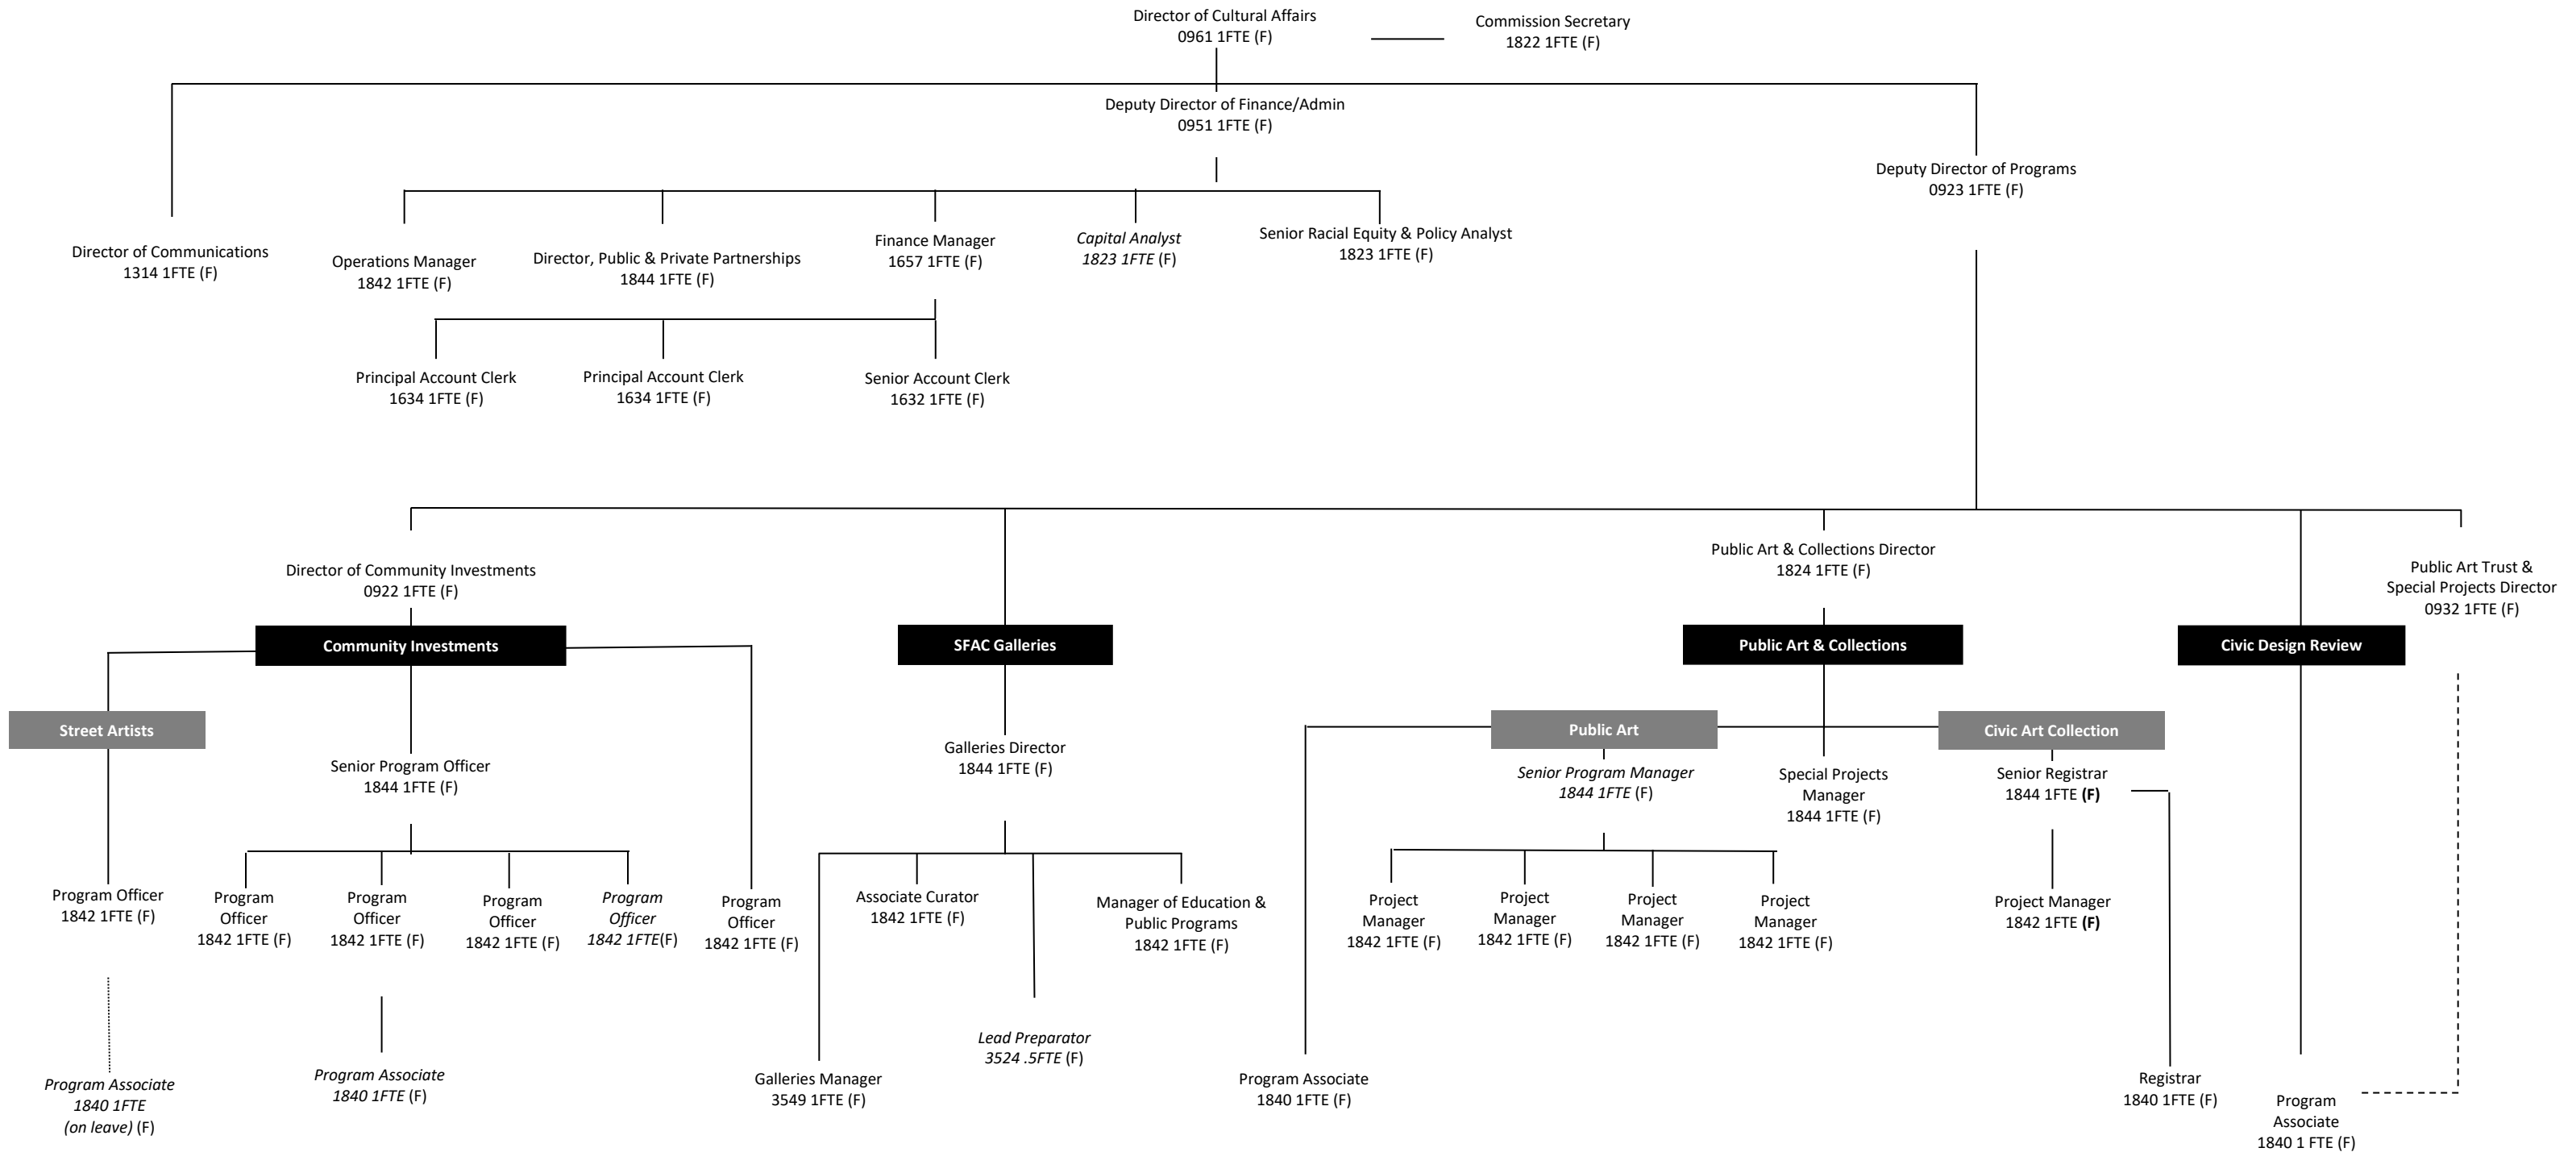 Director of Cultural Affairs
0961 1FTE (F)
Commission Secretary
1822 1FTE (F)
Deputy Director of Finance/Admin
0951 1FTE (F)
Deputy Director of Programs
0923 1FTE (F)
Director of Communications
1314 1FTE (F)
Operations Manager
1842 1FTE (F)
Director, Public & Private Partnerships
1844 1FTE (F)
Finance Manager
1657 1FTE (F)
Capital Analyst
1823 1FTE (F)
Senior Racial Equity & Policy Analyst
1823 1FTE (F)
Principal Account Clerk
1634 1FTE (F)
Principal Account Clerk
1634 1FTE (F)
Senior Account Clerk
1632 1FTE (F)
Director of Community Investments
0922 1FTE (F)
Public Art & Collections Director
1824 1FTE (F)
Public Art Trust &
Special Projects Director
0932 1FTE (F)
Community Investments
SFAC Galleries
Public Art & Collections
Civic Design Review
Street Artists
Public Art
Civic Art Collection
Senior Program Officer
1844 1FTE (F)
Galleries Director
1844 1FTE (F)
Senior Program Manager
1844 1FTE (F)
Special Projects
Manager
1844 1FTE (F)
Senior Registrar
1844 1FTE (F)
Program Officer
1842 1FTE (F)
Program
Officer
1842 1FTE (F)
Program
Officer
1842 1FTE (F)
Program
Officer
1842 1FTE (F)
Program
Officer
1842 1FTE(F)
Program
Officer
1842 1FTE (F)
Associate Curator
1842 1FTE (F)
Manager of Education &
Public Programs
1842 1FTE (F)
Project
Manager
1842 1FTE (F)
Project
Manager
1842 1FTE (F)
Project
Manager
1842 1FTE (F)
Project
Manager
1842 1FTE (F)
Project Manager
1842 1FTE (F)
Program Associate
1840 1FTE
(on leave) (F)
Program Associate
1840 1FTE (F)
Galleries Manager
3549 1FTE (F)
Lead Preparator
3524 .5FTE (F)
Program Associate
1840 1FTE (F)
Registrar
1840 1FTE (F)
Program
Associate
1840 1 FTE (F)